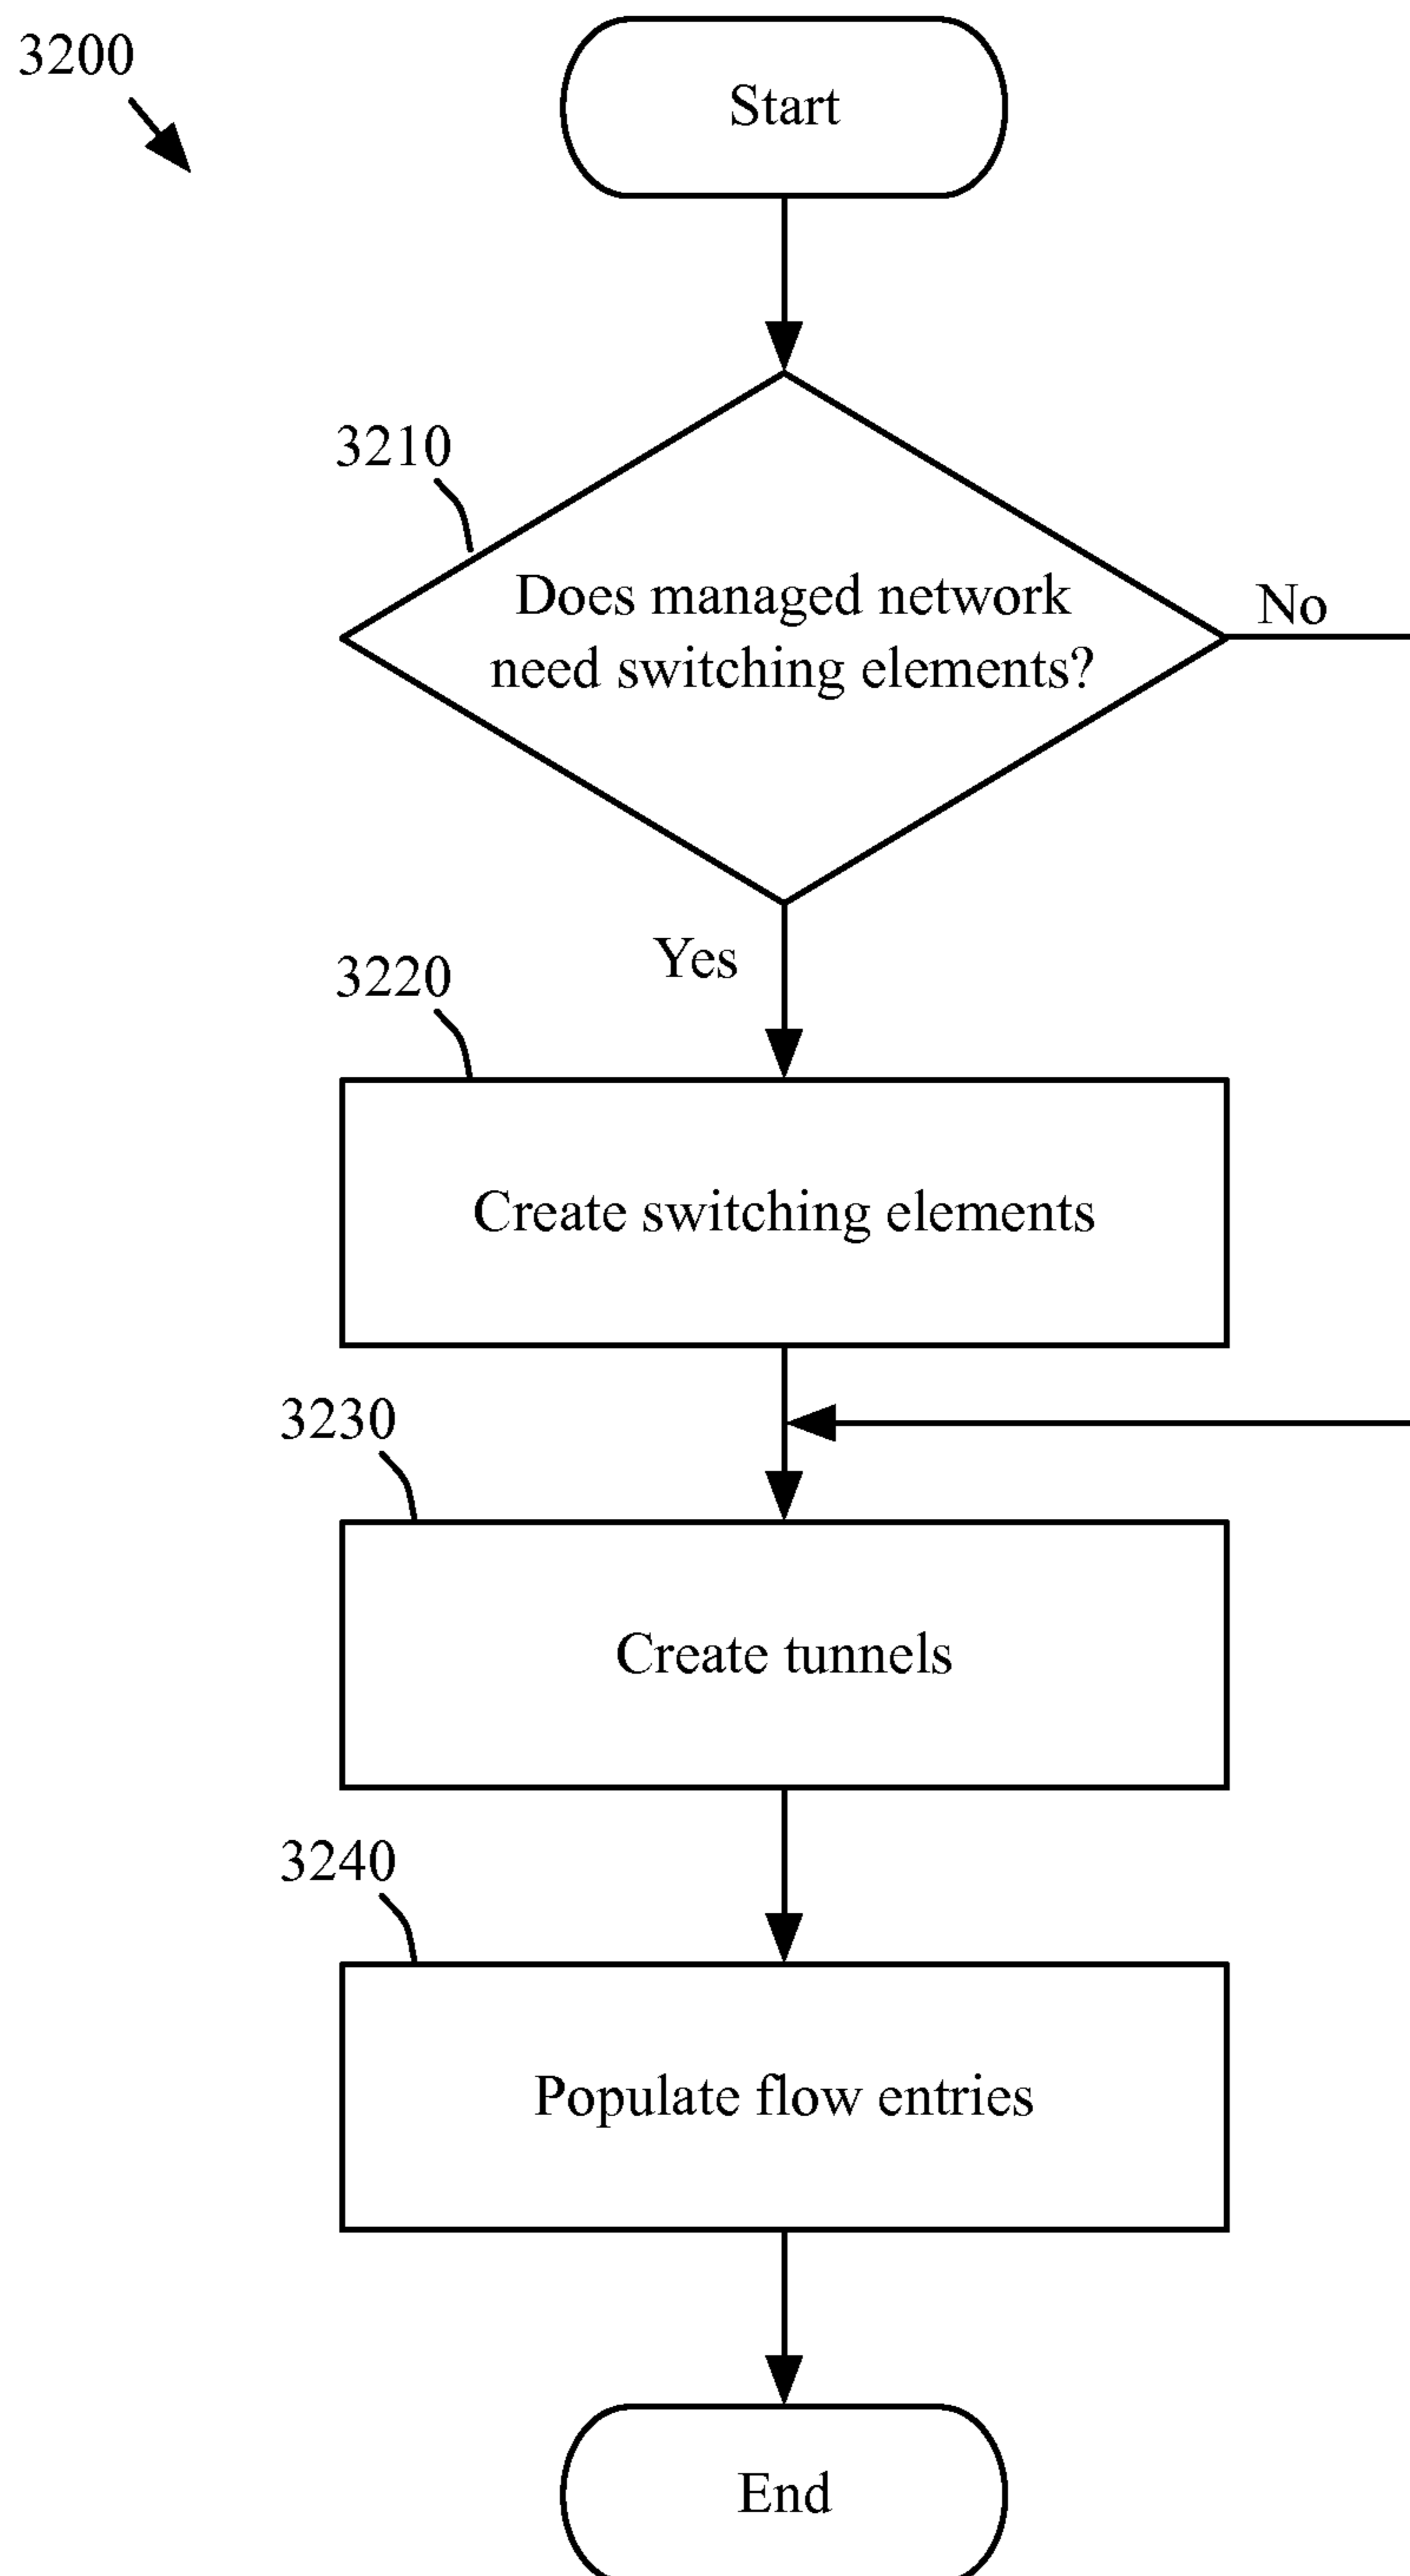 3200
Start
3210
Does managed network
need switching elements?
No
Yes
3220
Create switching elements
3230
Create tunnels
3240
Populate flow entries
End